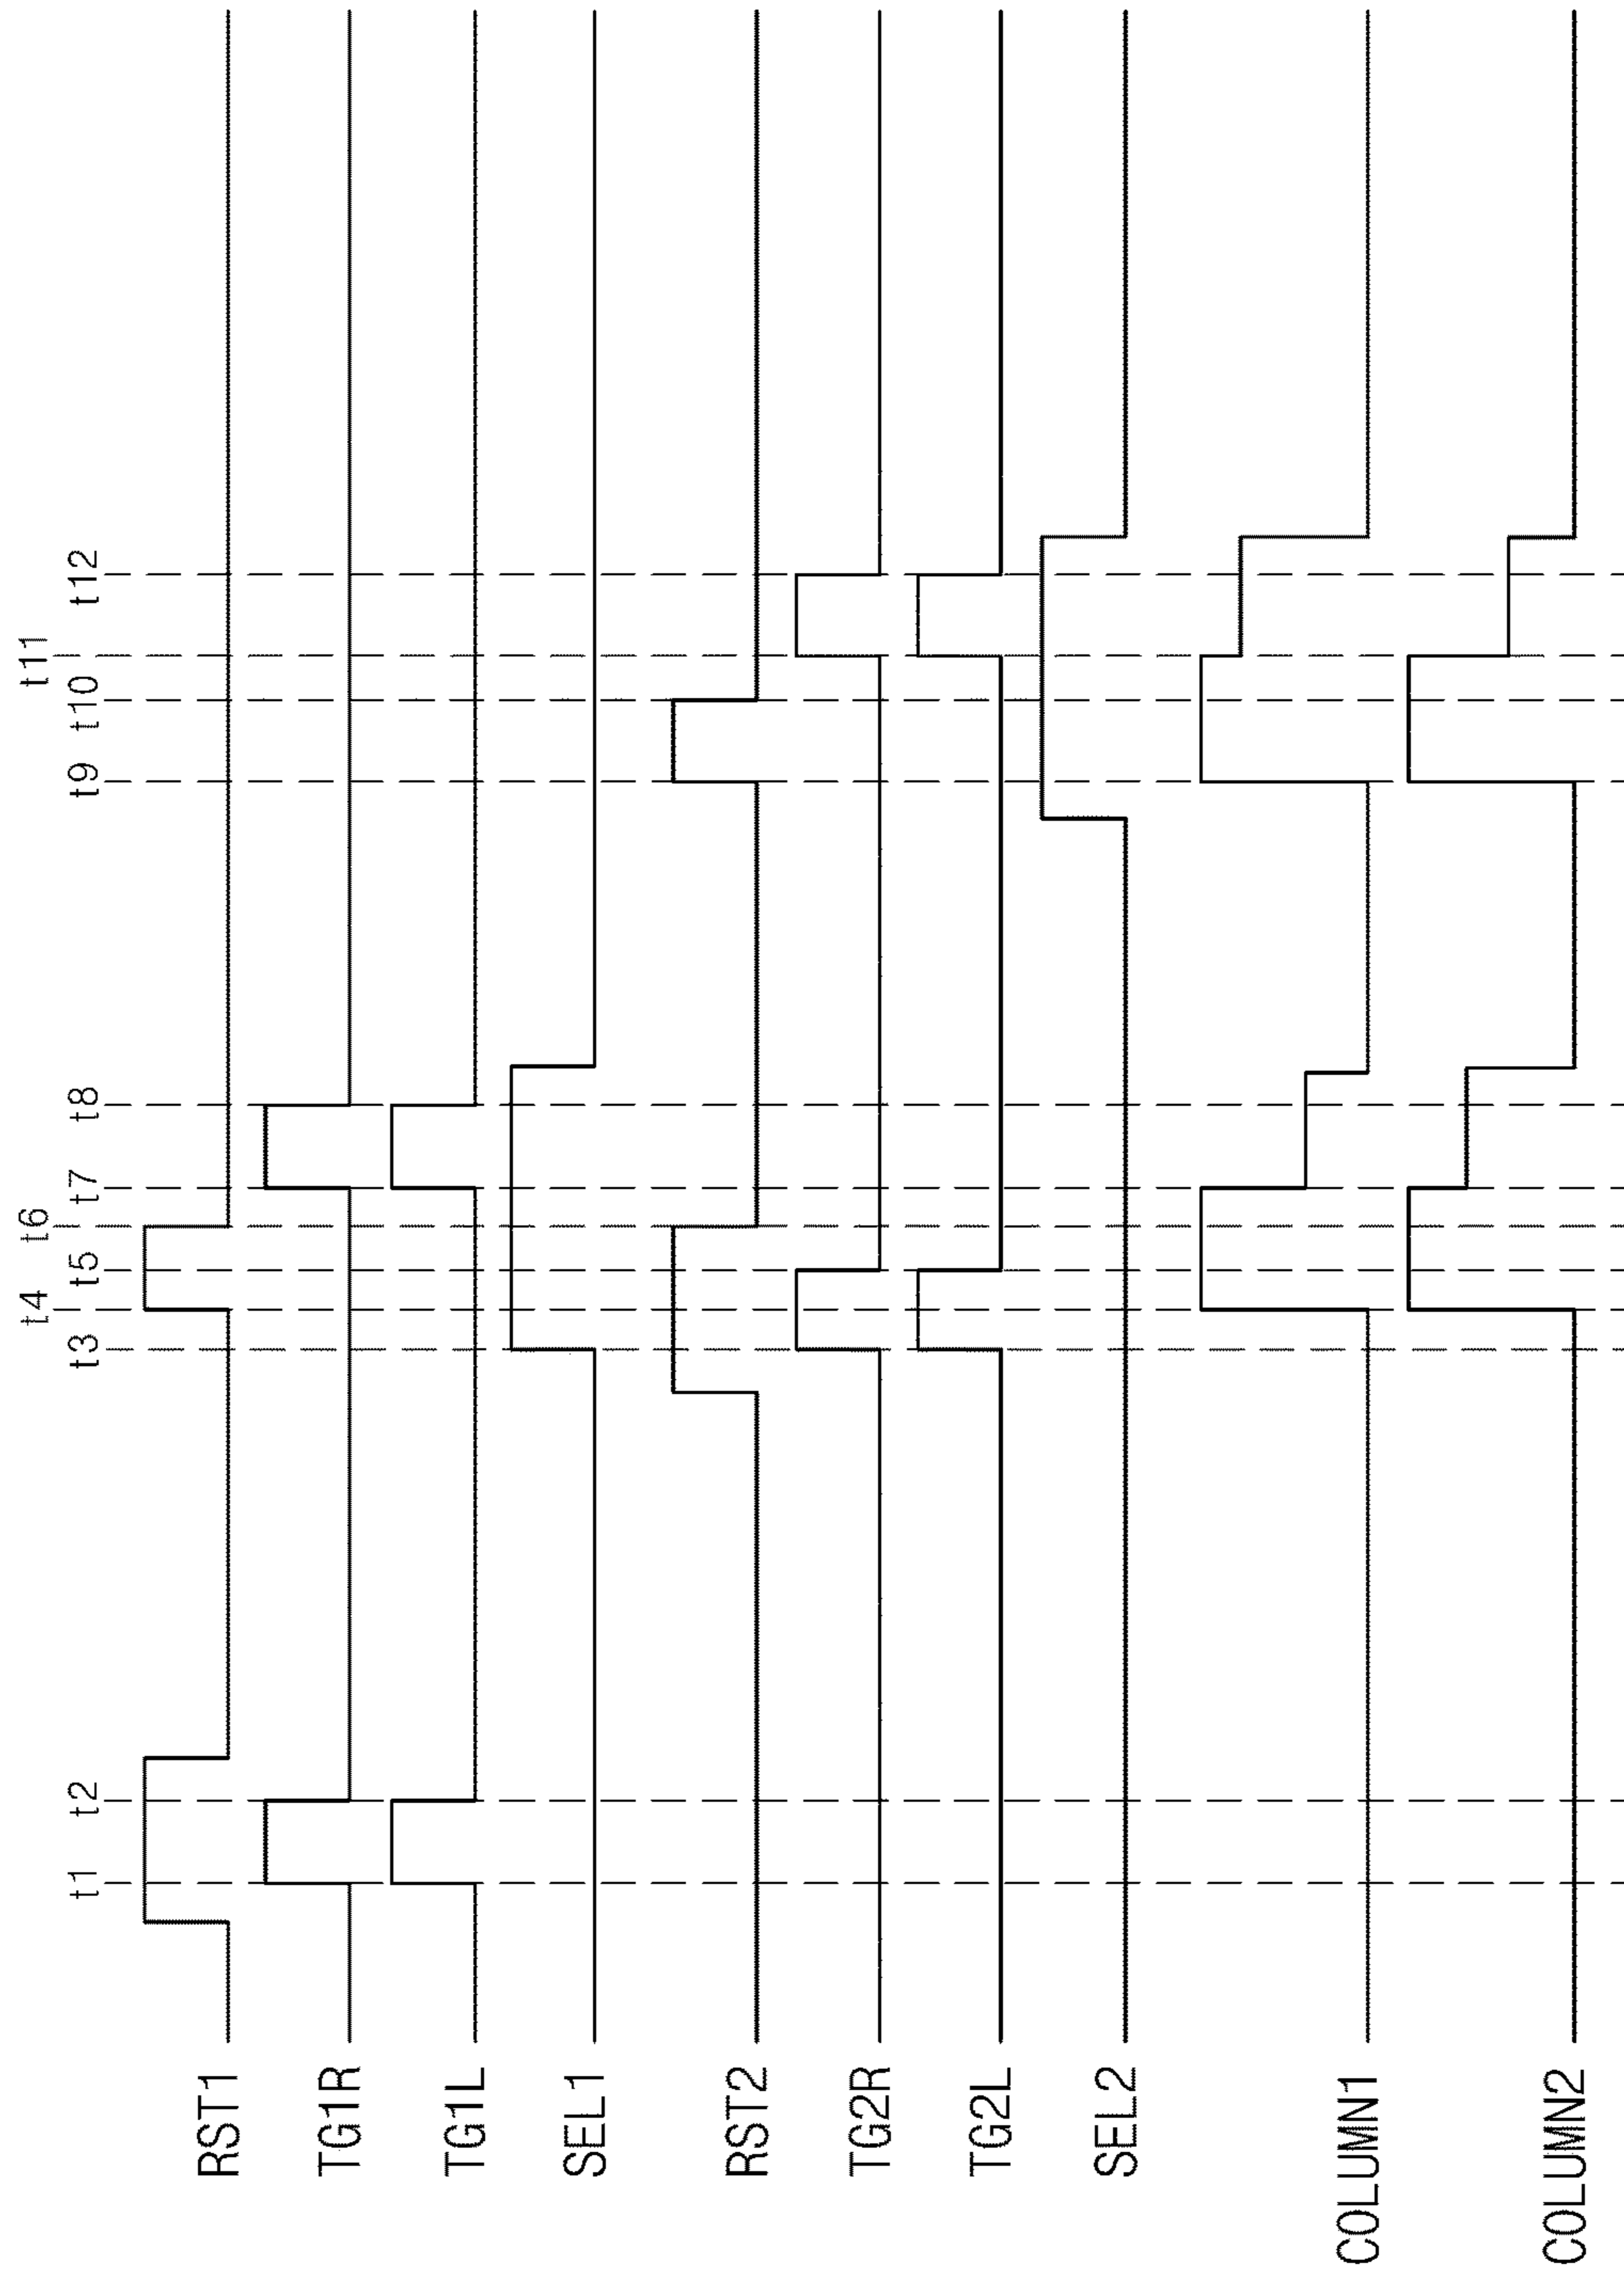 t1 t2 t3 t4 t5 t6 t7 t8 t9 t10 t11 t12
RST1
TG1R
TG1L
SEL1
RST2
TG2R
TG2L
SEL2
COLUMN1
COLUMN2